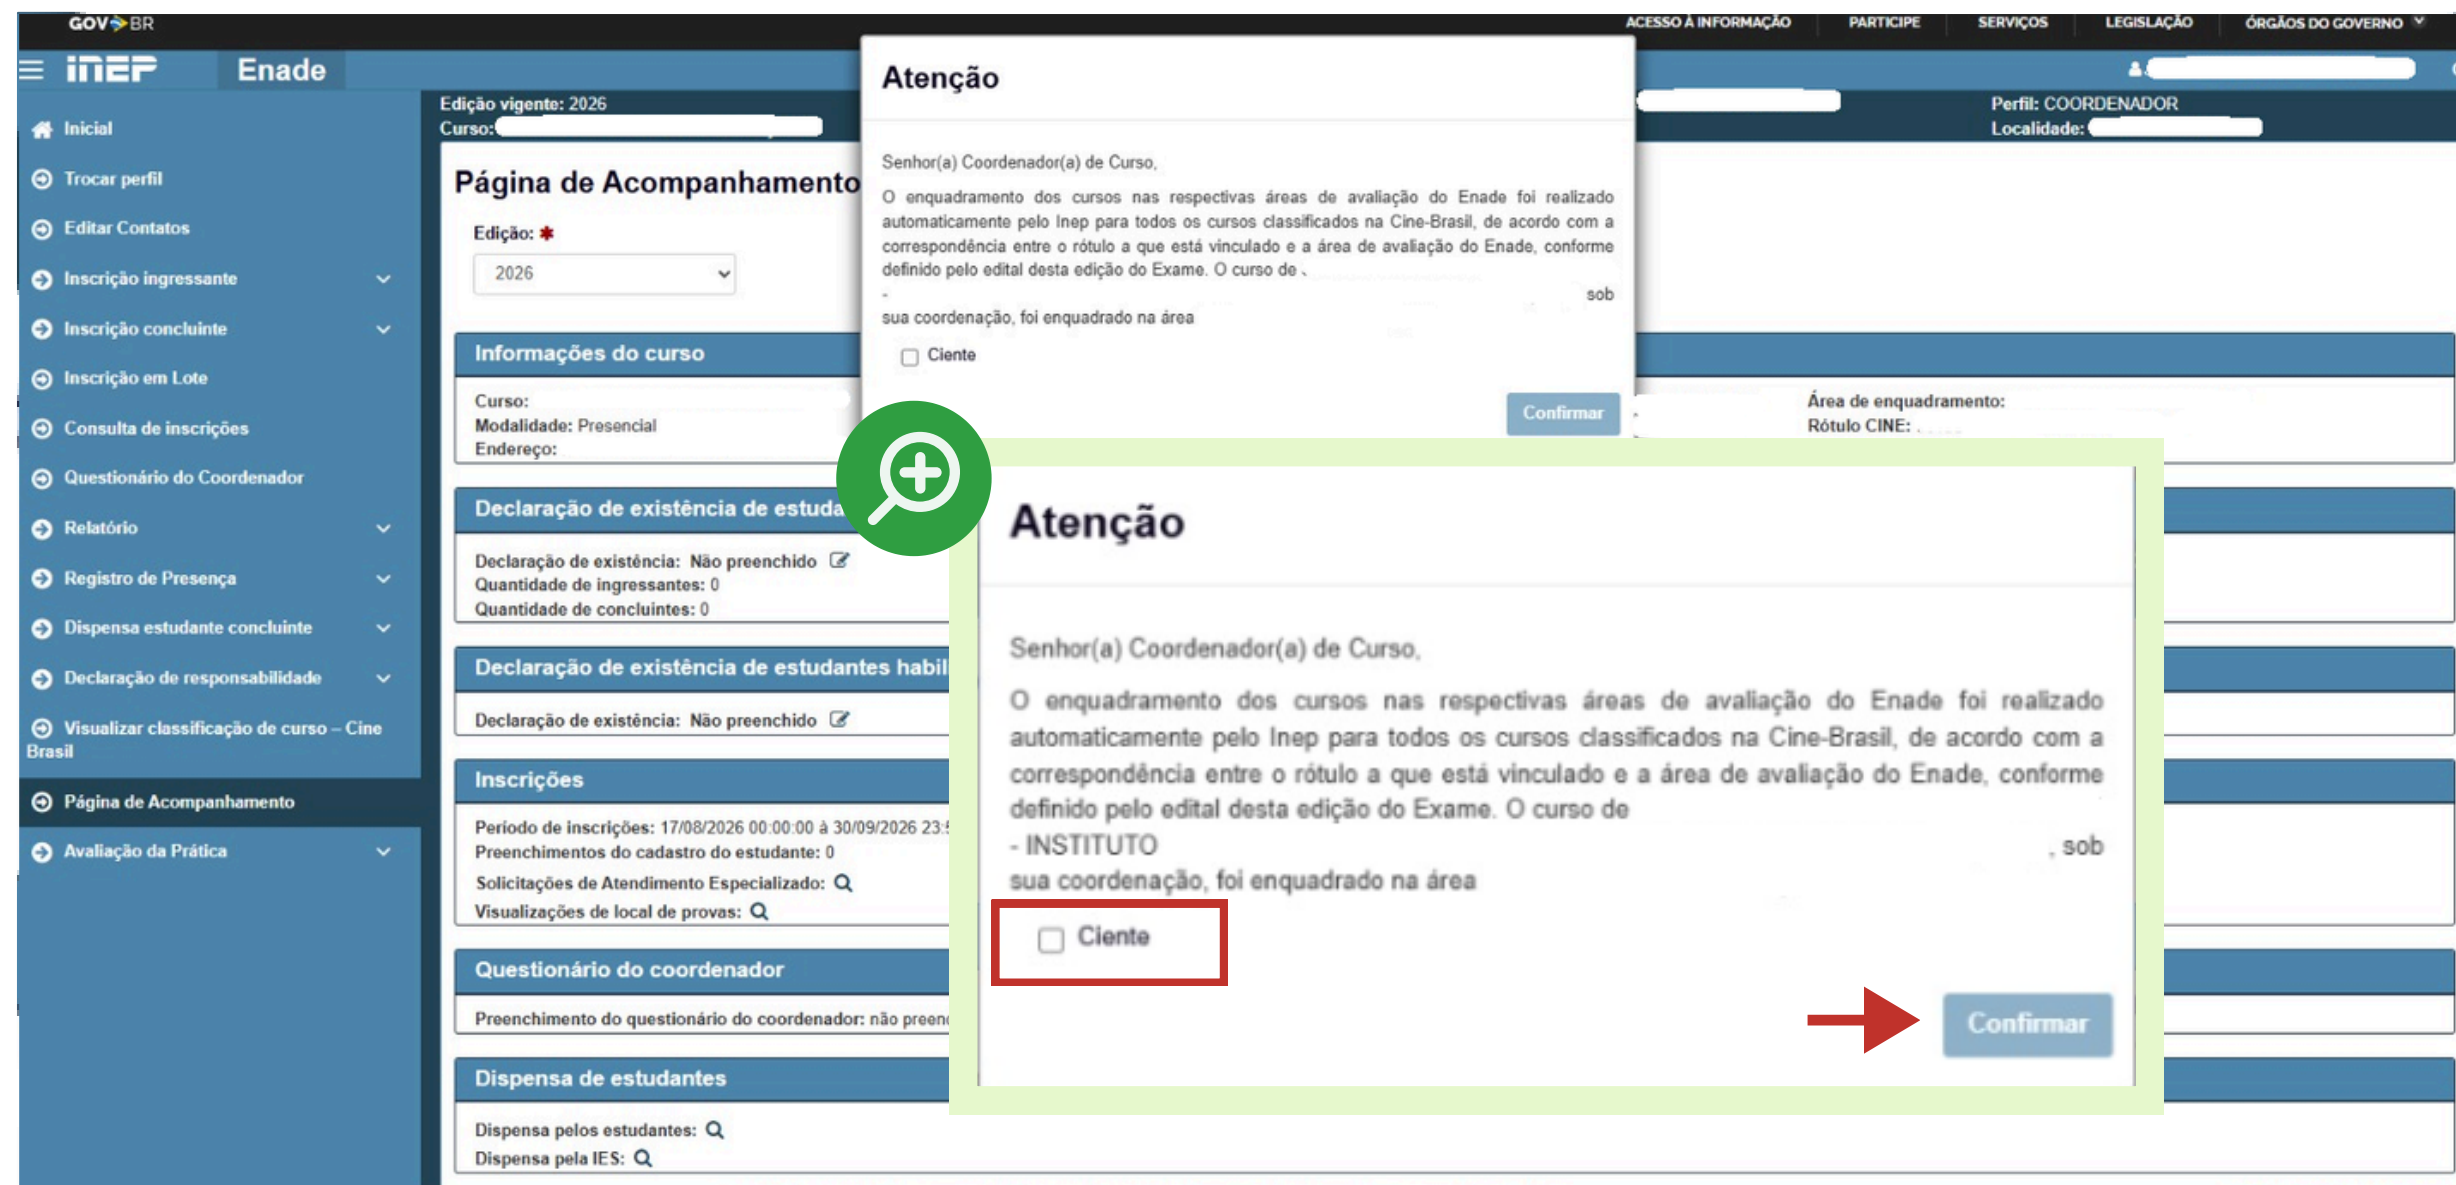 GOV BR
ACESSO À INFORMAÇÃO PARTICIPE SERVIÇOS LEGISLAÇÃO ÓRGÃOS DO GOVERNO
inep Enade
Edição vigente: 2026
Curso:
Perfil: COORDENADOR
Localidade:
Inicial
Trocar perfil
Editar Contatos
Inscrição ingressante
Inscrição concluinte
Inscrição em Lote
Consulta de inscrições
Questionário do Coordenador
Relatório
Registro de Presença
Dispensa estudante concluinte
Declaração de responsabilidade
Visualizar classificação de curso – Cine
Brasil
Página de Acompanhamento
Avaliação da Prática
Página de Acompanhamento
Edição: *
2026
Informações do curso
Curso:
Modalidade: Presencial
Endereço:
Área de enquadramento:
Rótulo CINE:
Declaração de existência de estuda
Declaração de existência: Não preenchido
Quantidade de ingressantes: 0
Quantidade de concluintes: 0
Declaração de existência de estudantes habil
Declaração de existência: Não preenchido
Inscrições
Período de inscrições: 17/08/2026 00:00:00 à 30/09/2026 23:5
Preenchimentos do cadastro do estudante: 0
Solicitações de Atendimento Especializado:
Visualizações de local de provas:
Questionário do coordenador
Preenchimento do questionário do coordenador: não preen
Dispensa de estudantes
Dispensa pelos estudantes:
Dispensa pela IES:
Atenção
Senhor(a) Coordenador(a) de Curso,
O enquadramento dos cursos nas respectivas áreas de avaliação do Enade foi realizado
automaticamente pelo Inep para todos os cursos classificados na Cine-Brasil, de acordo com a
correspondência entre o rótulo a que está vinculado e a área de avaliação do Enade, conforme
definido pelo edital desta edição do Exame. O curso de
- sob
sua coordenação, foi enquadrado na área
Ciente
Confirmar
Atenção
Senhor(a) Coordenador(a) de Curso,
O enquadramento dos cursos nas respectivas áreas de avaliação do Enade foi realizado
automaticamente pelo Inep para todos os cursos classificados na Cine-Brasil, de acordo com a
correspondência entre o rótulo a que está vinculado e a área de avaliação do Enade, conforme
definido pelo edital desta edição do Exame. O curso de
- INSTITUTO , sob
sua coordenação, foi enquadrado na área
Ciente
Confirmar